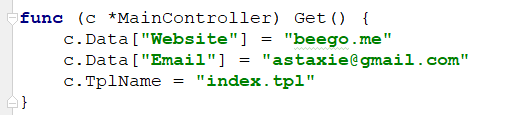 func (c *MainController) Get() {
    c.Data["Website"] = "beego.me"
    c.Data["Email"] = "astaxie@gmail.com"
    c.TplName = "index.tpl"
}